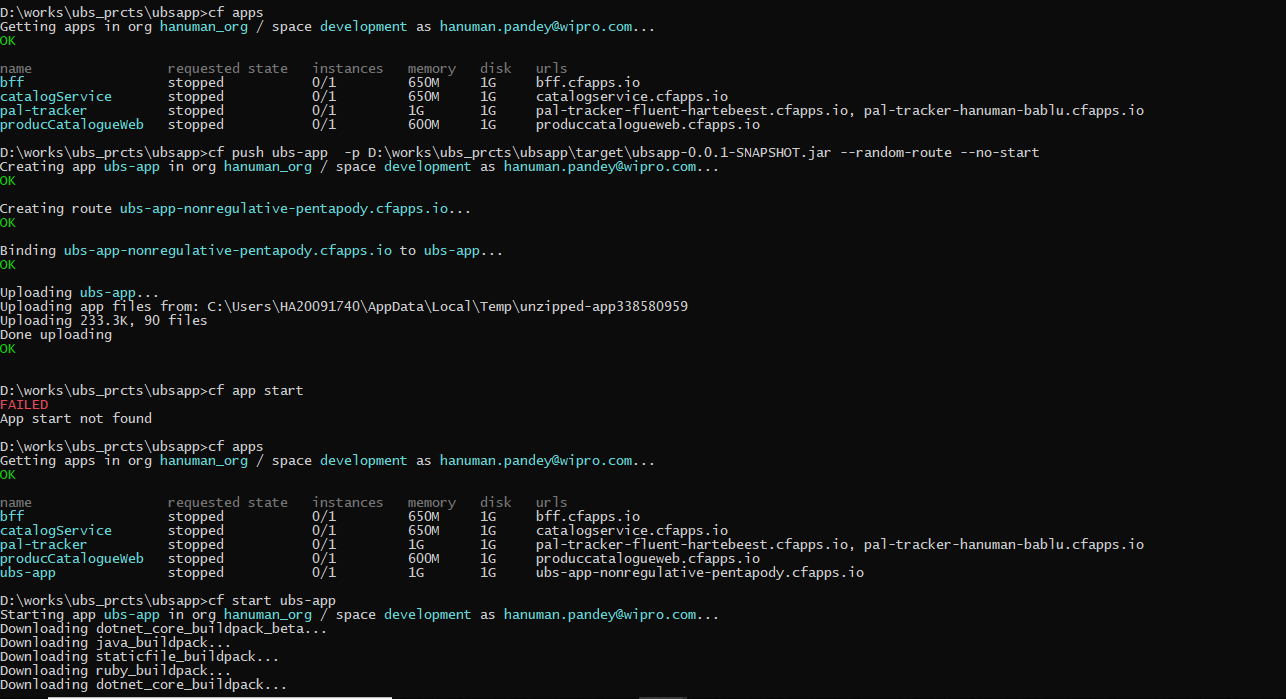 D:\works\ubs_prcts\ubsapp>cf apps
Getting apps in org hanuman_org / space development as hanuman.pandey@wipro.com...
OK
name requested state instances memory disk urls
bff stopped 0/1 650M 1G bff.cfapps.io
catalogService stopped 0/1 650M 1G catalogservice.cfapps.io
pal-tracker stopped 0/1 1G 1G pal-tracker-fluent-hartebeest.cfapps.io, pal-tracker-hanuman-bablu.cfapps.io
producCatalogueWeb stopped 0/1 600M 1G produccatalogueweb.cfapps.io
D:\works\ubs_prcts\ubsapp>cf push ubs-app  -p D:\works\ubs_prcts\ubsapp\target\ubsapp-0.0.1-SNAPSHOT.jar --random-route --no-start
Creating app ubs-app in org hanuman_org / space development as hanuman.pandey@wipro.com...
OK
Creating route ubs-app-nonregulative-pentapody.cfapps.io...
OK
Binding ubs-app-nonregulative-pentapody.cfapps.io to ubs-app...
OK
Uploading ubs-app...
Uploading app files from: C:\Users\HA20091740\AppData\Local\Temp\unzipped-app338580959
Uploading 233.3K, 90 files
Done uploading
OK
D:\works\ubs_prcts\ubsapp>cf app start
FAILED
App start not found
D:\works\ubs_prcts\ubsapp>cf apps
Getting apps in org hanuman_org / space development as hanuman.pandey@wipro.com...
OK
name requested state instances memory disk urls
bff stopped 0/1 650M 1G bff.cfapps.io
catalogService stopped 0/1 650M 1G catalogservice.cfapps.io
pal-tracker stopped 0/1 1G 1G pal-tracker-fluent-hartebeest.cfapps.io, pal-tracker-hanuman-bablu.cfapps.io
producCatalogueWeb stopped 0/1 600M 1G produccatalogueweb.cfapps.io
ubs-app stopped 0/1 1G 1G ubs-app-nonregulative-pentapody.cfapps.io
D:\works\ubs_prcts\ubsapp>cf start ubs-app
Starting app ubs-app in org hanuman_org / space development as hanuman.pandey@wipro.com...
Downloading dotnet_core_buildpack_beta...
Downloading java_buildpack...
Downloading staticfile_buildpack...
Downloading ruby_buildpack...
Downloading dotnet_core_buildpack...